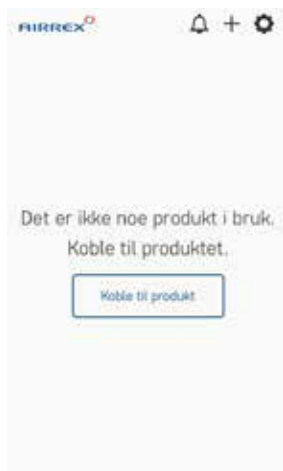 AIRREX
Det er ikke noe produkt i bruk.
Koble til produktet.
Koble til produkt